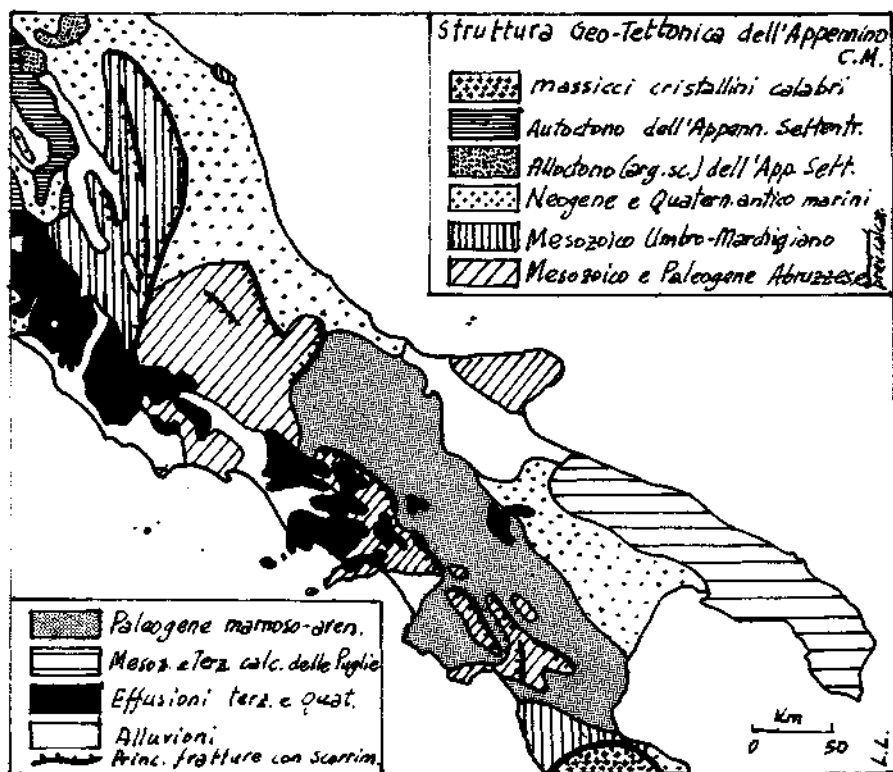 Struttura Geo-Tettonica dell'Appennino
C.M.
massicci cristallini calabri
Autoctono dell'Appenn. Settentr.
Alloctono (arg.sc.) dell'App. Sett.
Neogene e Quatern. antico marini
Mesozoico Umbro-Marchigiano
Mesozoico e Paleogene Abruzzese
prev. calcar.
Paleogene marnoso-aren.
Mesoz. e Terz. calc. delle Puglie
Effusioni terz. e Quat.
Alluvioni
Princ. fratture con scorrim.
Km
0 50
L.L.